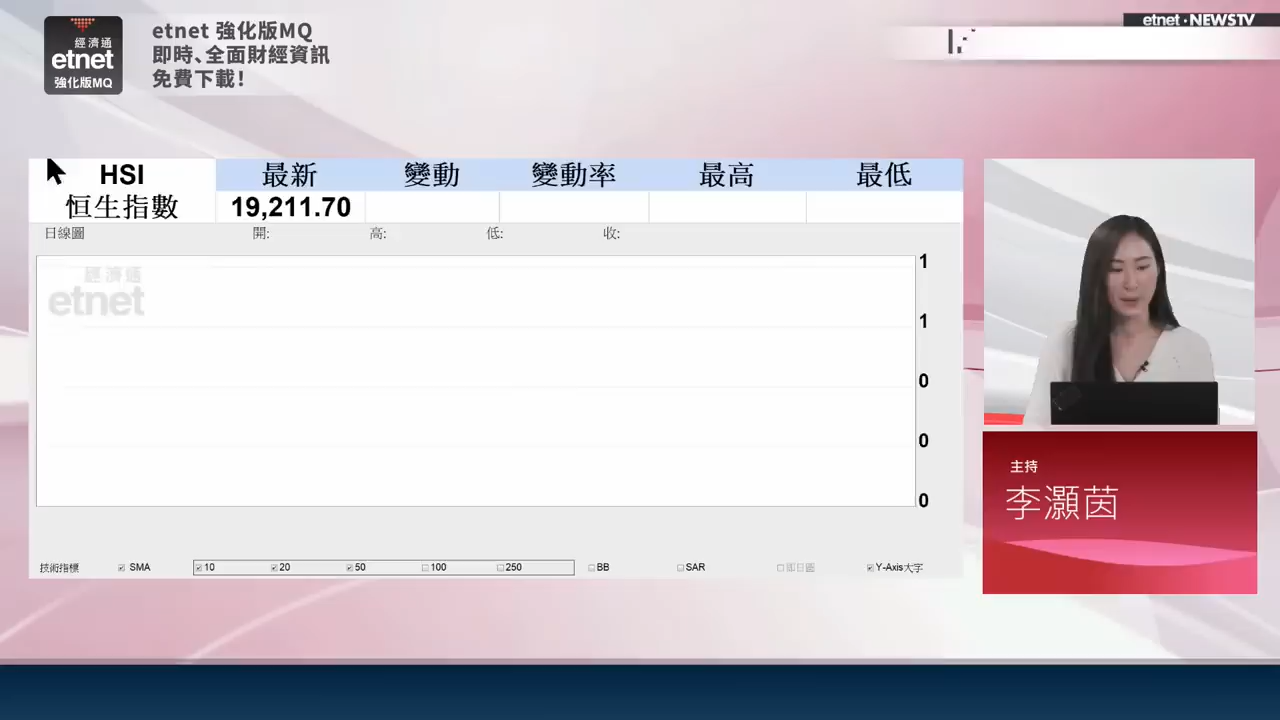 經濟通
etnet
強化版MQ
etnet 強化版MQ
即時、全面財經資訊
免費下載！
etnet·NEWSTV
HSI
恒生指數
最新 變動 變動率 最高 最低
19,211.70
日線圖 開: 高: 低: 收:
經濟通
etnet
1
1
0
0
0
技術指標 SMA 10 20 50 100 250 BB SAR 即日圖 Y-Axis大字
主持
李灝茵